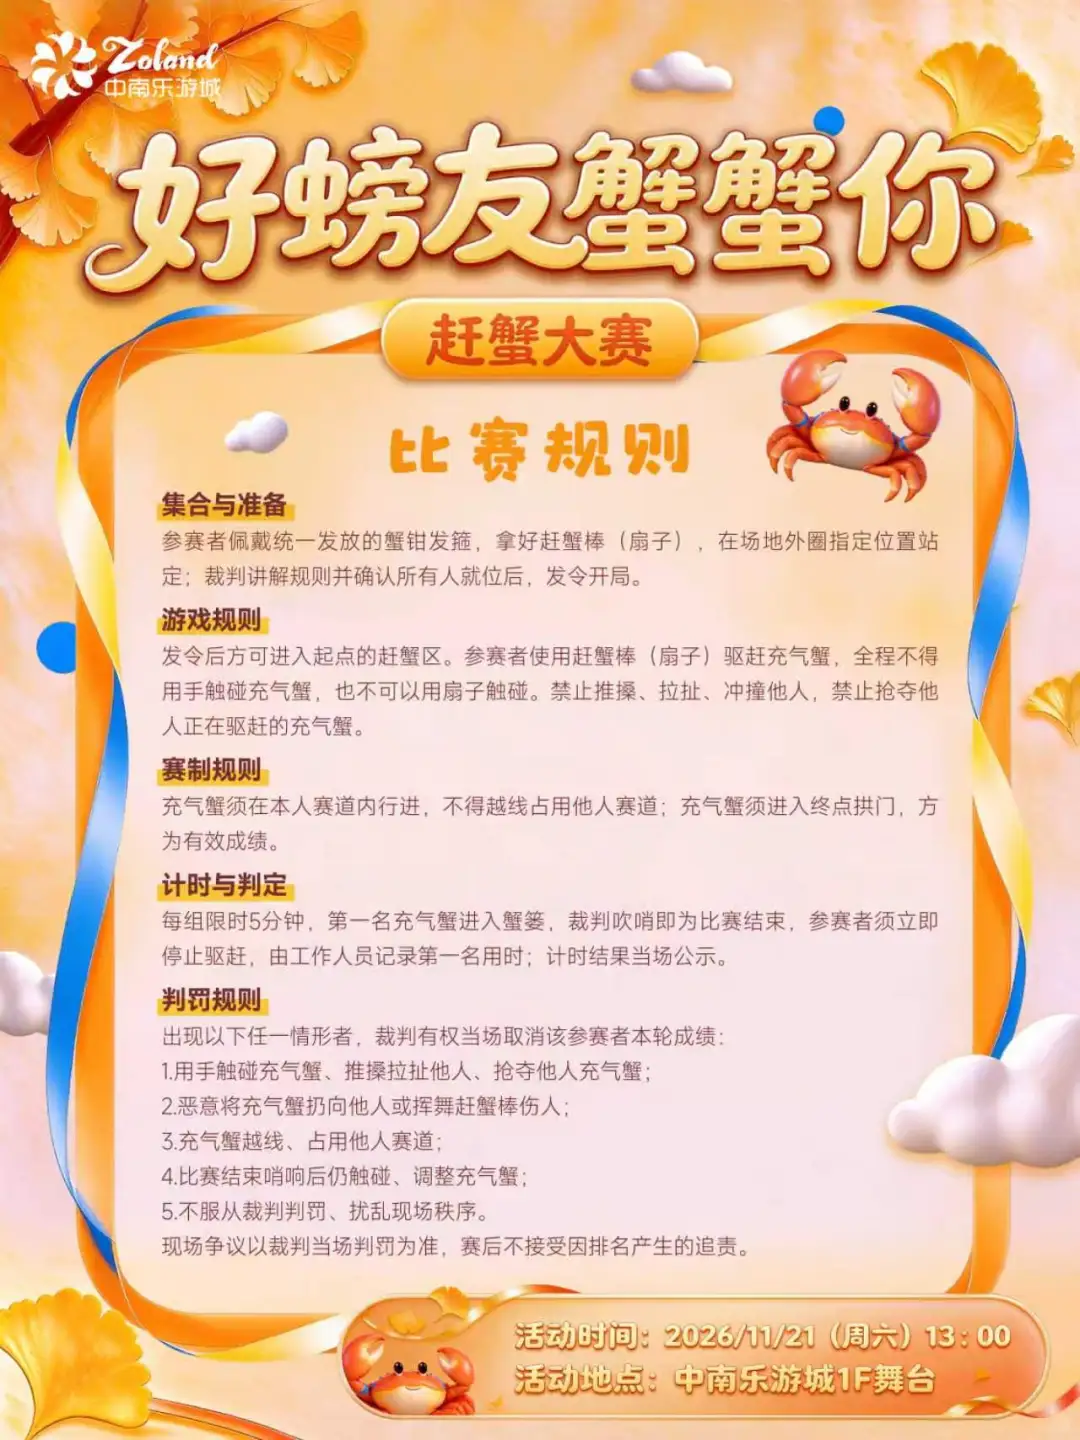 Zoland
中南乐游城
好螃友蟹蟹你
赶蟹大赛
比赛规则
集合与准备
参赛者佩戴统一发放的蟹钳发箍，拿好赶蟹棒（扇子），在场地外圈指定位置站
定；裁判讲解规则并确认所有人就位后，发令开局。
游戏规则
发令后方可进入起点的赶蟹区。参赛者使用赶蟹棒（扇子）驱赶充气蟹，全程不得
用手触碰充气蟹，也不可以用扇子触碰。禁止推搡、拉扯、冲撞他人，禁止抢夺他
人正在驱赶的充气蟹。
赛制规则
充气蟹须在本人赛道内行进，不得越线占用他人赛道；充气蟹须进入终点拱门，方
为有效成绩。
计时与判定
每组限时5分钟，第一名充气蟹进入蟹篓，裁判吹哨即为比赛结束，参赛者须立即
停止驱赶，由工作人员记录第一名用时；计时结果当场公示。
判罚规则
出现以下任一情形者，裁判有权当场取消该参赛者本轮成绩：
1.用手触碰充气蟹、推搡拉扯他人、抢夺他人充气蟹；
2.恶意将充气蟹扔向他人或挥舞赶蟹棒伤人；
3.充气蟹越线、占用他人赛道；
4.比赛结束哨响后仍触碰、调整充气蟹；
5.不服从裁判判罚、扰乱现场秩序。
现场争议以裁判当场判罚为准，赛后不接受因排名产生的追责。
活动时间：2026/11/21（周六）13：00
活动地点：中南乐游城1F舞台